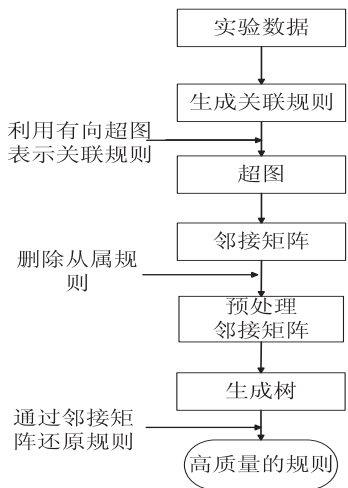 实验数据
生成关联规则
利用有向超图
表示关联规则
超图
邻接矩阵
删除从属规
则
预处理
邻接矩阵
生成树
通过邻接矩
阵还原规则
高质量的规则